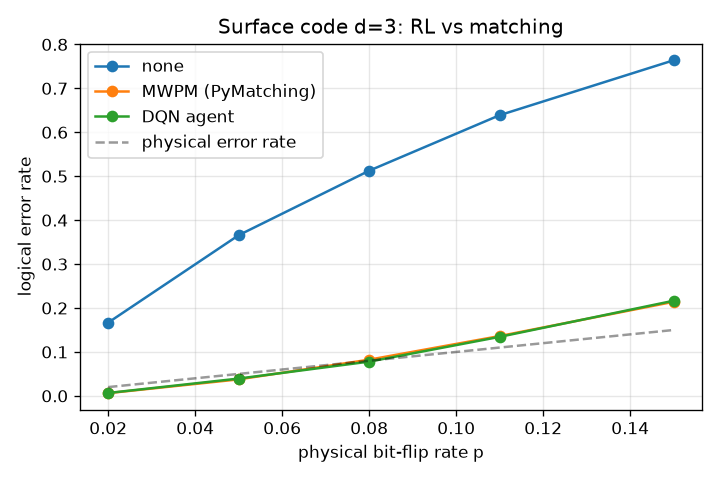 Surface code d=3: RL vs matching
none
MWPM (PyMatching)
DQN agent
physical error rate
logical error rate
0.8
0.7
0.6
0.5
0.4
0.3
0.2
0.1
0.0
0.02
0.04
0.06
0.08
0.10
0.12
0.14
physical bit-flip rate p